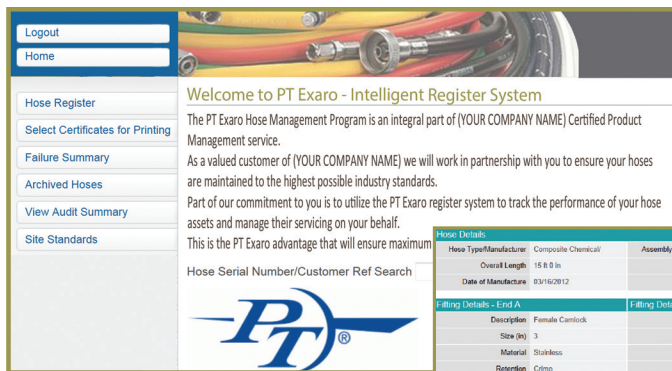 Logout
Home
Hose Register
Select Certificates for Printing
Failure Summary
Archived Hoses
View Audit Summary
Site Standards
Welcome to PT Exaro - Intelligent Register System
The PT Exaro Hose Management Program is an integral part of (YOUR COMPANY NAME) Certified Product
Management service.
As a valued customer of (YOUR COMPANY NAME) we will work in partnership with you to ensure your hoses
are maintained to the highest possible industry standards.
Part of our commitment to you is to utilize the PT Exaro register system to track the performance of your hose
assets and manage their servicing on your behalf.
This is the PT Exaro advantage that will ensure maximum
Hose Serial Number/Customer Ref Search
PT®
Hose Details
Hose Type/Manufacturer Composite Chemical/ Assembly
Overall Length 15 ft 0 in
Date of Manufacture 03/16/2012
Fitting Details - End A Fitting Deta
Description Female Camlock
Size (in) 3
Material Stainless
Retention Crimp